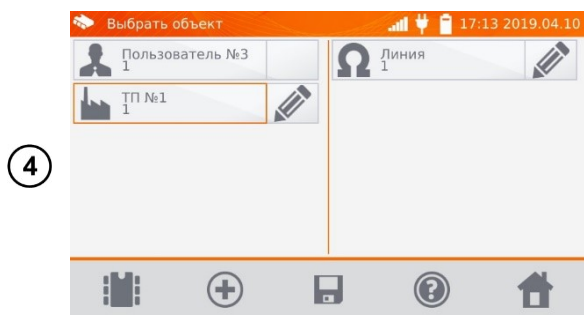 Выбрать объект
17:13 2019.04.10
Пользователь №3
1
Линия
1
ТП №1
1
4